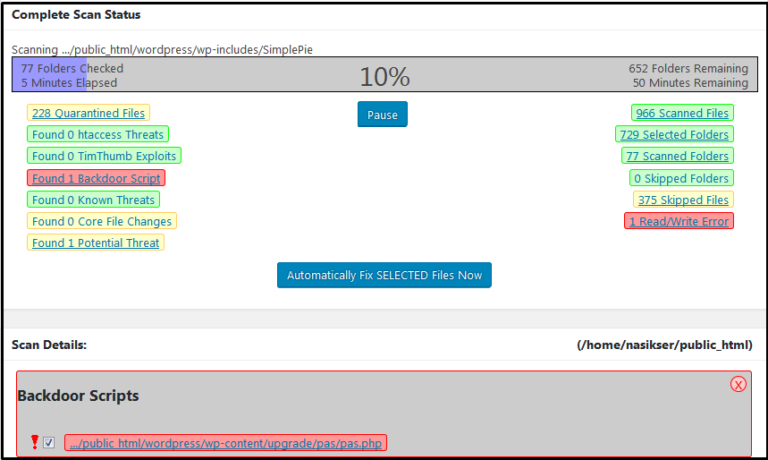 Complete Scan Status
Scanning .../public_html/wordpress/wp-includes/SimplePie
77 Folders Checked
5 Minutes Elapsed
10%
652 Folders Remaining
50 Minutes Remaining
228 Quarantined Files
Pause
966 Scanned Files
Found 0 htaccess Threats
729 Selected Folders
Found 0 TimThumb Exploits
77 Scanned Folders
Found 1 Backdoor Script
0 Skipped Folders
Found 0 Known Threats
375 Skipped Files
Found 0 Core File Changes
1 Read/Write Error
Found 1 Potential Threat
Automatically Fix SELECTED Files Now
Scan Details:
(/home/nasikser/public_html)
Backdoor Scripts
X
.../public_html/wordpress/wp-content/upgrade/pas/pas.php